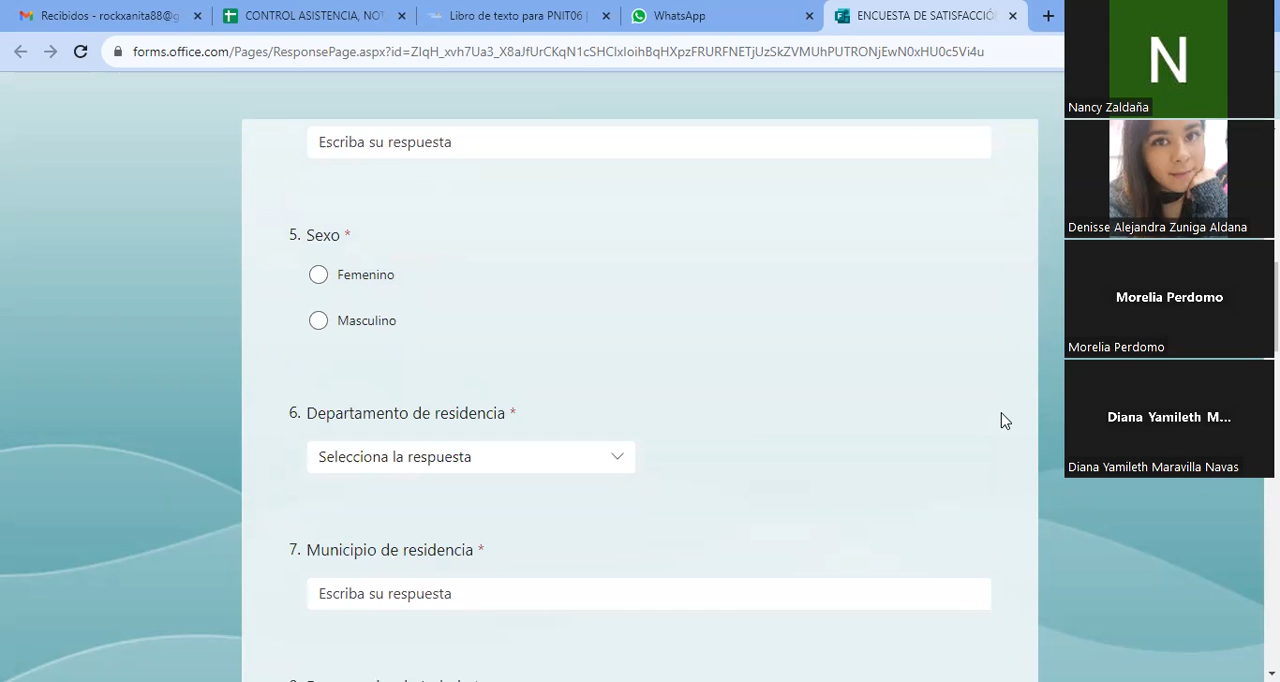 Recibidos - rockxanita88@g
CONTROL ASISTENCIA, NOT
Libro de texto para PNIT06
WhatsApp
ENCUESTA DE SATISFACCIÓ
forms.office.com/Pages/ResponsePage.aspx?id=ZIqH_xvh7Ua3_X8aJfUrCKqN1cSHCIxIoihBqHXpzFRURFNETjUzSkZVMUhPUTRONjEwN0xHU0c5Vi4u
N
Nancy Zaldaña
Denisse Alejandra Zuniga Aldana
Morelia Perdomo
Morelia Perdomo
Diana Yamileth M...
Diana Yamileth Maravilla Navas
Escriba su respuesta
5. Sexo *
Femenino
Masculino
6. Departamento de residencia *
Selecciona la respuesta
7. Municipio de residencia *
Escriba su respuesta